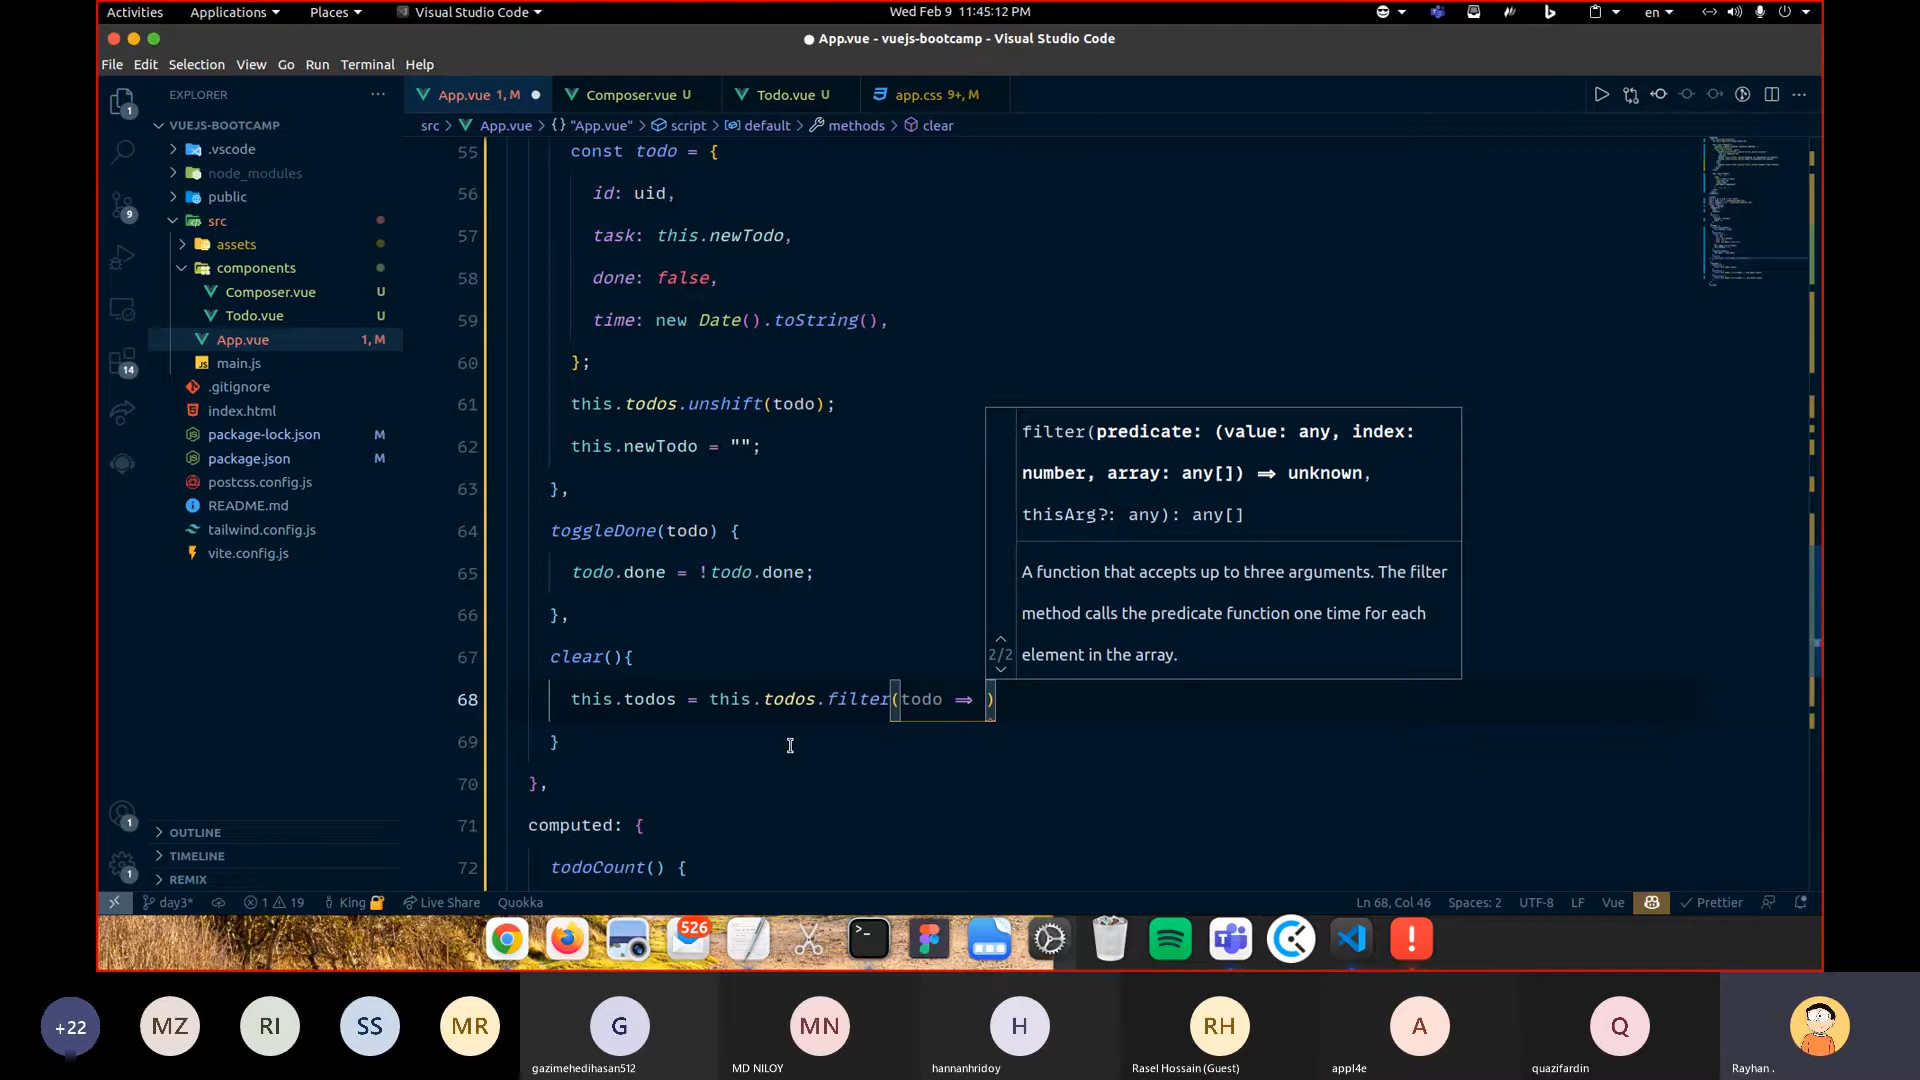 Activities Applications Places Visual Studio Code Wed Feb 9 11:45:12 PM en
App.vue - vuejs-bootcamp - Visual Studio Code
File Edit Selection View Go Run Terminal Help
EXPLORER
App.vue 1, M
Composer.vue U
Todo.vue U
app.css 9+, M
src > App.vue > {} "App.vue" > script > default > methods > clear
VUEJS-BOOTCAMP
.vscode
node_modules
public
src
assets
components
Composer.vue U
Todo.vue U
App.vue 1, M
main.js
.gitignore
index.html
package-lock.json M
package.json M
postcss.config.js
README.md
tailwind.config.js
vite.config.js
OUTLINE
TIMELINE
REMIX
1
9
14
1
1
55 const todo = {
56 id: uid,
57 task: this.newTodo,
58 done: false,
59 time: new Date().toString(),
60 };
61 this.todos.unshift(todo);
62 this.newTodo = "";
63 },
64 toggleDone(todo) {
65 todo.done = !todo.done;
66 },
67 clear(){
68 this.todos = this.todos.filter(todo => )
69 }
70 },
71 computed: {
72 todoCount() {
filter(predicate: (value: any, index:
number, array: any[]) => unknown,
thisArg?: any): any[]
2/2
A function that accepts up to three arguments. The filter
method calls the predicate function one time for each
element in the array.
day3* 1 19 King Live Share Quokka Ln 68, Col 46 Spaces: 2 UTF-8 LF Vue Prettier
526
+22 MZ RI SS MR G MN H RH A Q
gazimehedihasan512 MD NILOY hannanhridoy Rasel Hossain (Guest) appl4e quazifardin Rayhan .